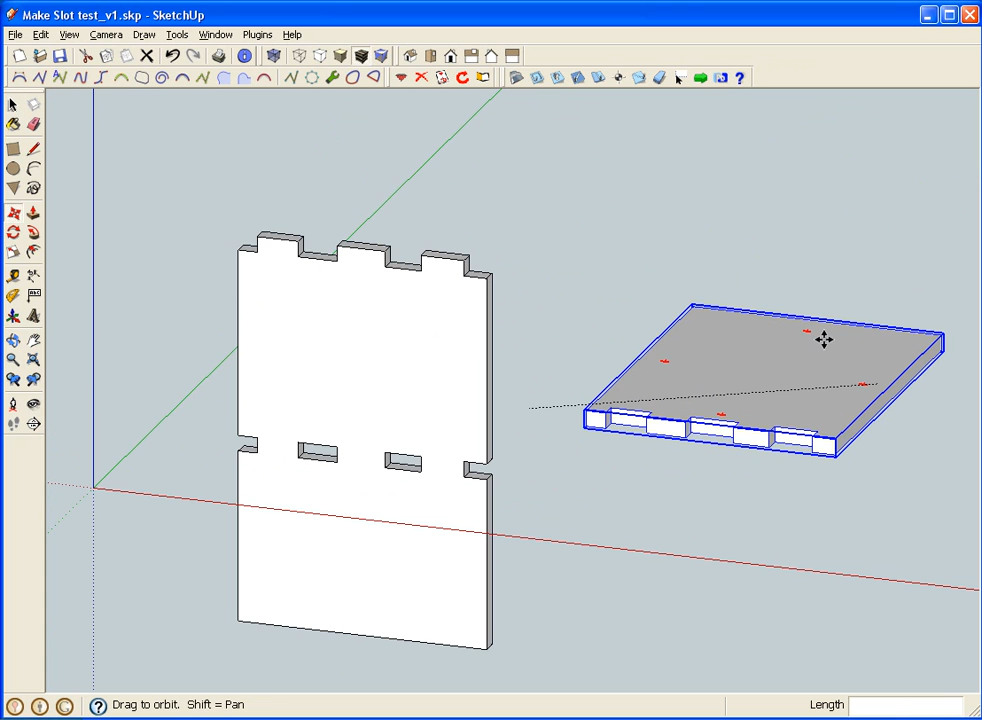 Make Slot test_v1.skp - SketchUp
File Edit View Camera Draw Tools Window Plugins Help
Drag to orbit. Shift = Pan
Length